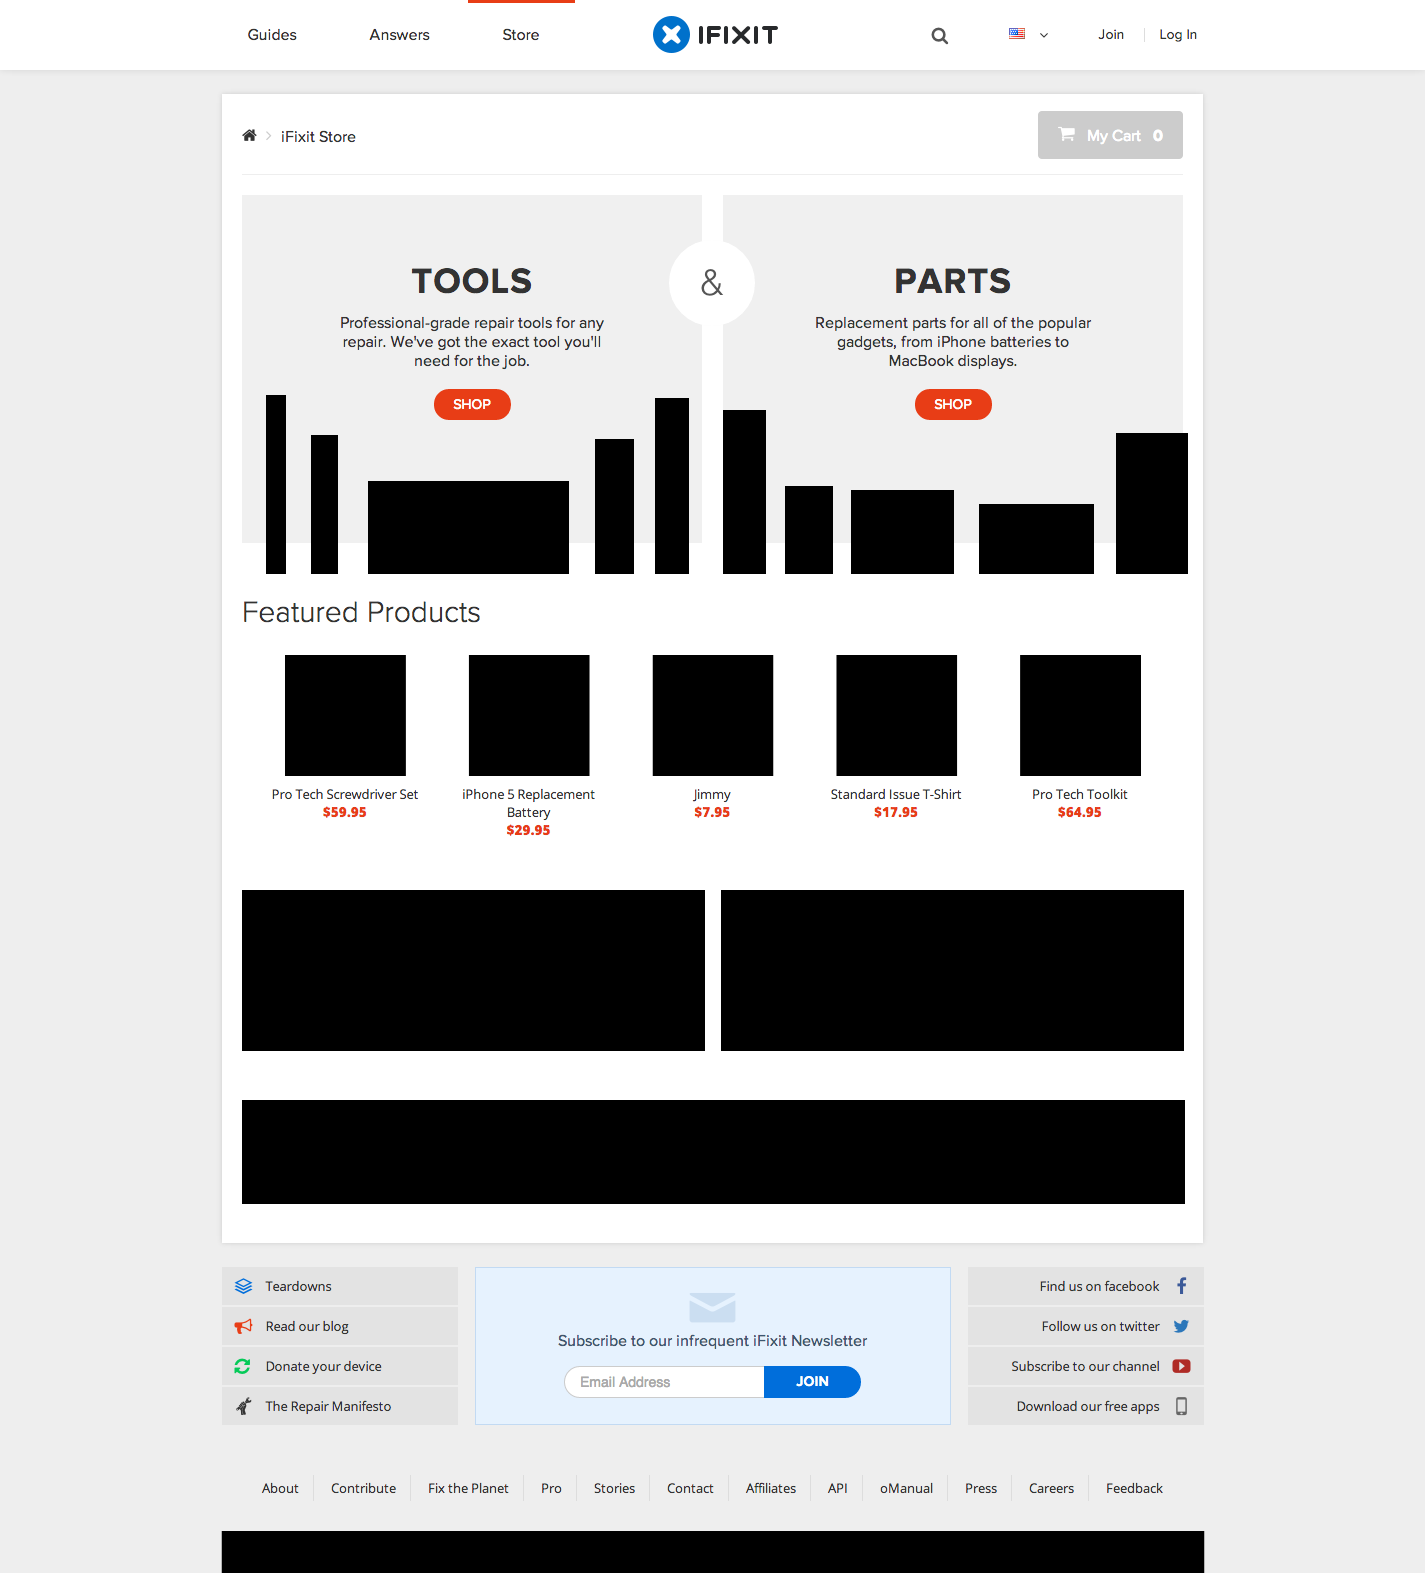 Guides
Answers
Store
IFIXIT
Join
Log In
iFixit Store
My Cart 0
TOOLS
Professional-grade repair tools for any
repair. We've got the exact tool you'll
need for the job.
SHOP
&
PARTS
Replacement parts for all of the popular
gadgets, from iPhone batteries to
MacBook displays.
SHOP
Featured Products
Pro Tech Screwdriver Set
$59.95
iPhone 5 Replacement
Battery
$29.95
Jimmy
$7.95
Standard Issue T-Shirt
$17.95
Pro Tech Toolkit
$64.95
Teardowns
Read our blog
Donate your device
The Repair Manifesto
Subscribe to our infrequent iFixit Newsletter
Email Address
JOIN
Find us on facebook
Follow us on twitter
Subscribe to our channel
Download our free apps
About
Contribute
Fix the Planet
Pro
Stories
Contact
Affiliates
API
oManual
Press
Careers
Feedback